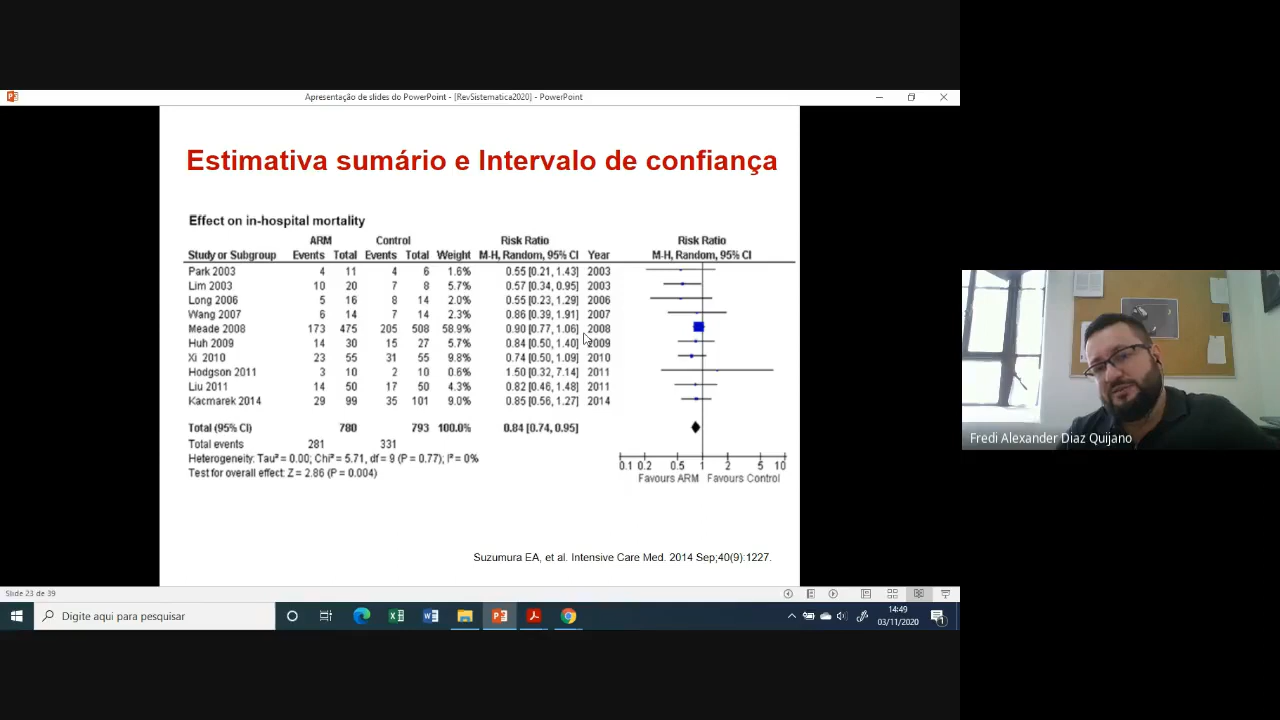 Apresentação de slides do PowerPoint - [RevSistematica2020] - PowerPoint
Estimativa sumário e Intervalo de confiança
Effect on in-hospital mortality
ARM Control Risk Ratio Risk Ratio
Study or Subgroup Events Total Events Total Weight M-H, Random, 95% CI Year M-H, Random, 95% CI
Park 2003 4 11 4 6 1.6% 0.55 [0.21, 1.43] 2003
Lim 2003 10 20 7 8 5.7% 0.57 [0.34, 0.95] 2003
Long 2006 5 16 8 14 2.0% 0.55 [0.23, 1.29] 2006
Wang 2007 6 14 7 14 2.3% 0.86 [0.39, 1.91] 2007
Meade 2008 173 475 205 508 58.9% 0.90 [0.77, 1.06] 2008
Huh 2009 14 30 15 27 5.7% 0.84 [0.50, 1.40] 2009
Xi 2010 23 55 31 55 9.8% 0.74 [0.50, 1.09] 2010
Hodgson 2011 3 10 2 10 0.6% 1.50 [0.32, 7.14] 2011
Liu 2011 14 50 17 50 4.3% 0.82 [0.46, 1.48] 2011
Kacmarek 2014 29 99 35 101 9.0% 0.85 [0.56, 1.27] 2014
Total (95% CI) 780 793 100.0% 0.84 [0.74, 0.95]
Total events 281 331
Heterogeneity: Tau² = 0.00; Chi² = 5.71, df = 9 (P = 0.77); I² = 0%
Test for overall effect: Z = 2.86 (P = 0.004)
0.1 0.2 0.5 1 2 5 10
Favours ARM Favours Control
Suzumura EA, et al. Intensive Care Med. 2014 Sep;40(9):1227.
Fredi Alexander Diaz Quijano
Slide 23 de 39
Digite aqui para pesquisar
14:49
03/11/2020
1